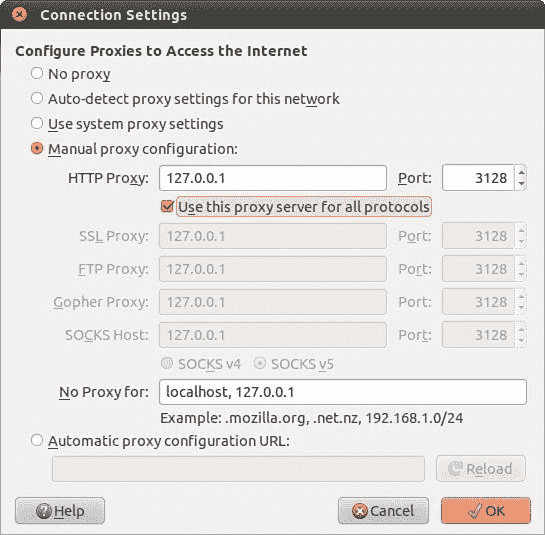 Connection Settings
Configure Proxies to Access the Internet
No proxy
Auto-detect proxy settings for this network
Use system proxy settings
Manual proxy configuration:
HTTP Proxy: 127.0.0.1 Port: 3128
Use this proxy server for all protocols
SSL Proxy: 127.0.0.1 Port: 3128
FTP Proxy: 127.0.0.1 Port: 3128
Gopher Proxy: 127.0.0.1 Port: 3128
SOCKS Host: 127.0.0.1 Port: 3128
SOCKS v4 SOCKS v5
No Proxy for: localhost, 127.0.0.1
Example: .mozilla.org, .net.nz, 192.168.1.0/24
Automatic proxy configuration URL:
Reload
Help Cancel OK